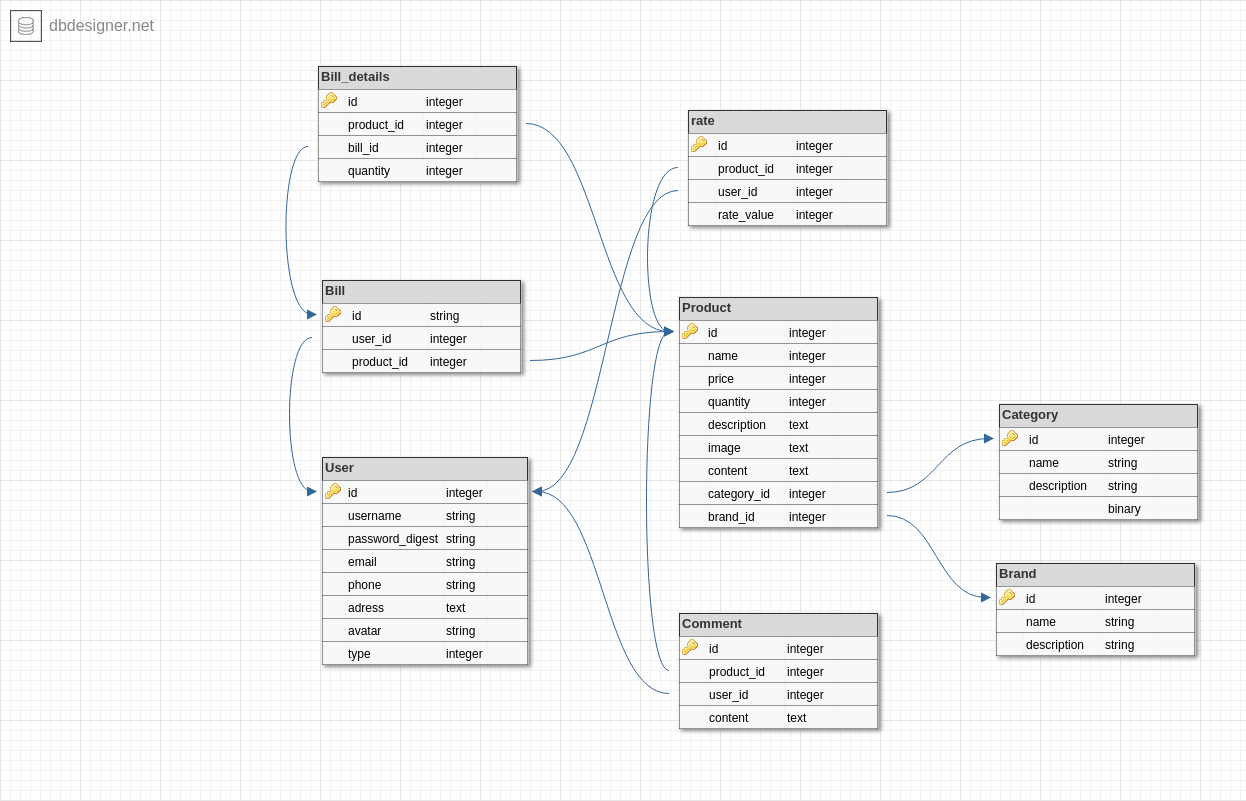 dbdesigner.net
Bill_details
id integer
product_id integer
bill_id integer
quantity integer
rate
id integer
product_id integer
user_id integer
rate_value integer
Bill
id string
user_id integer
product_id integer
Product
id integer
name integer
price integer
quantity integer
description text
image text
content text
category_id integer
brand_id integer
Category
id integer
name string
description string
binary
User
id integer
username string
password_digest string
email string
phone string
adress text
avatar string
type integer
Brand
id integer
name string
description string
Comment
id integer
product_id integer
user_id integer
content text